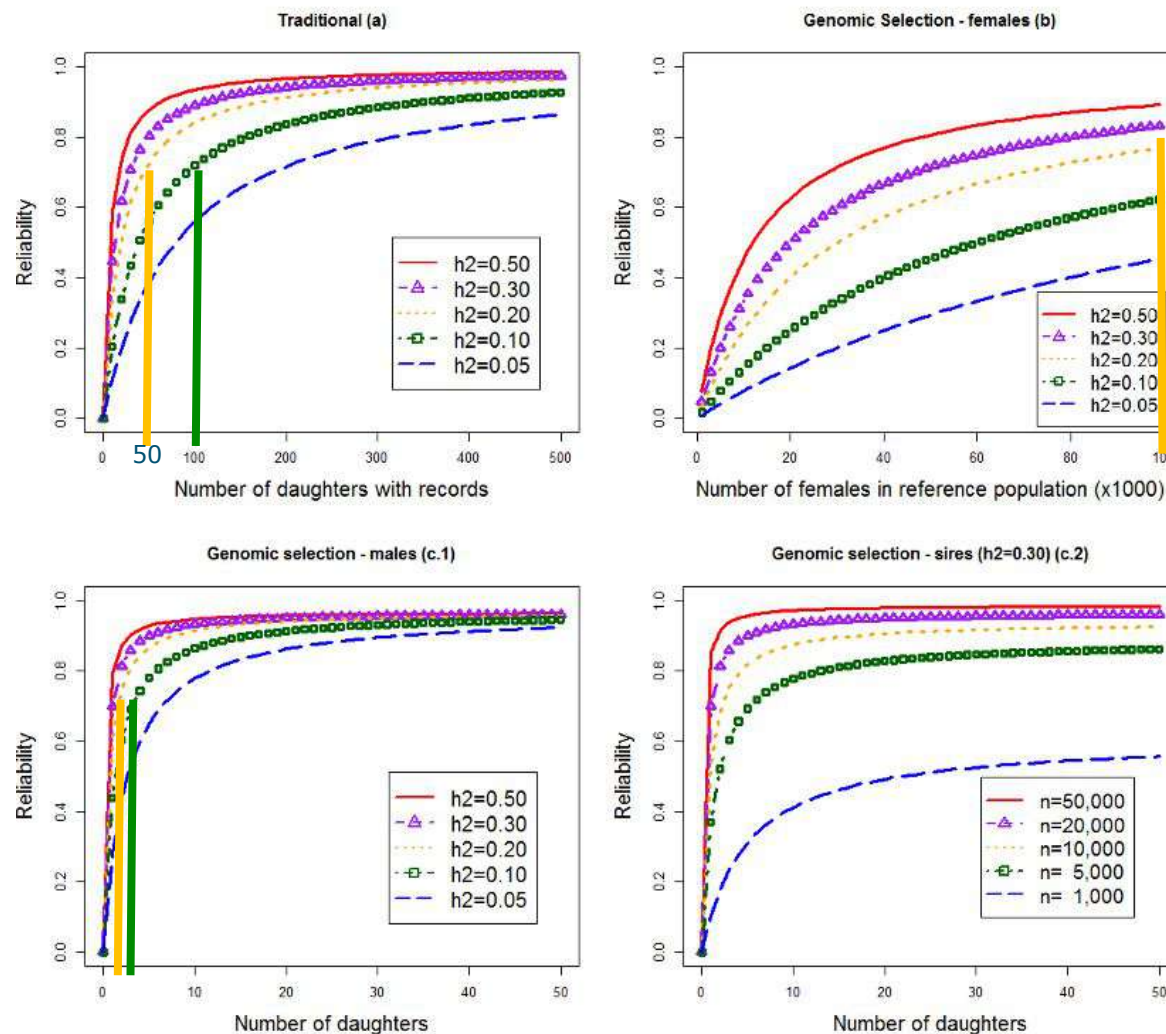 Traditional (a)
Reliability
1.0
0.8
0.6
0.4
0.2
0.0
h2=0.50
h2=0.30
h2=0.20
h2=0.10
h2=0.05
0 50 100 200 300 400 500
Number of daughters with records
Genomic Selection - females (b)
Reliability
1.0
0.8
0.6
0.4
0.2
0.0
h2=0.50
h2=0.30
h2=0.20
h2=0.10
h2=0.05
0 20 40 60 80 10
Number of females in reference population (x1000)
Genomic selection - males (c.1)
Reliability
1.0
0.8
0.6
0.4
0.2
0.0
h2=0.50
h2=0.30
h2=0.20
h2=0.10
h2=0.05
0 10 20 30 40 50
Number of daughters
Genomic selection - sires (h2=0.30) (c.2)
Reliability
1.0
0.8
0.6
0.4
0.2
0.0
n=50,000
n=20,000
n=10,000
n= 5,000
n= 1,000
0 10 20 30 40 50
Number of daughters